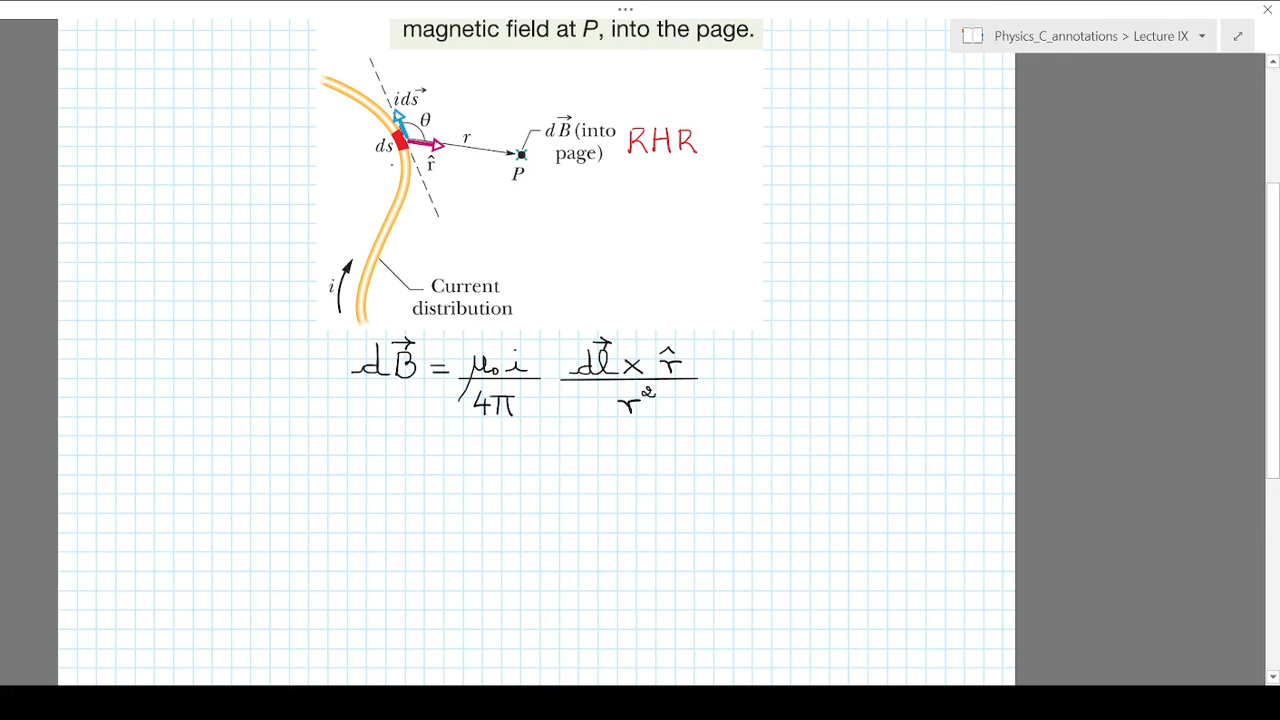 magnetic field at P, into the page.
Physics_C_annotations > Lecture IX
ids⃗
θ
r
dB⃗ (into
page)
RHR
ds
r̂
P
i
Current
distribution
dB⃗ = μ₀i / 4π dl⃗ × r̂ / r²